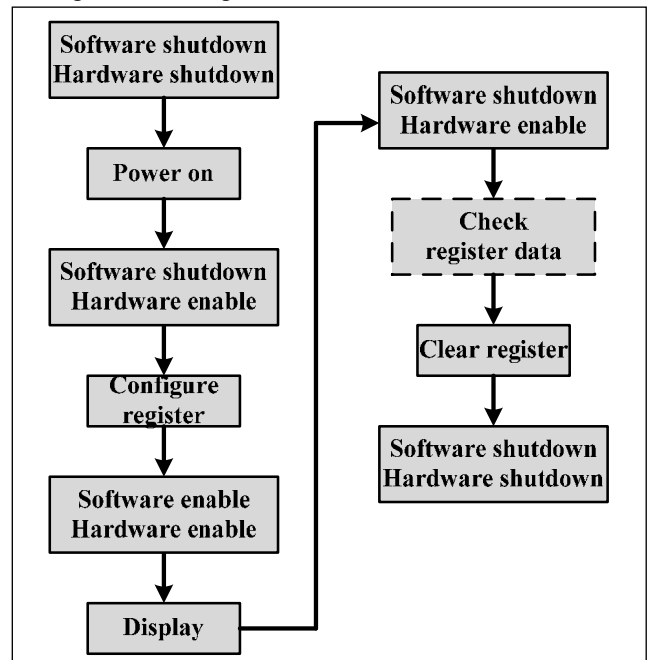 Software shutdown
Hardware shutdown
Power on
Software shutdown
Hardware enable
Configure
register
Software enable
Hardware enable
Display
Software shutdown
Hardware enable
Check
register data
Clear register
Software shutdown
Hardware shutdown